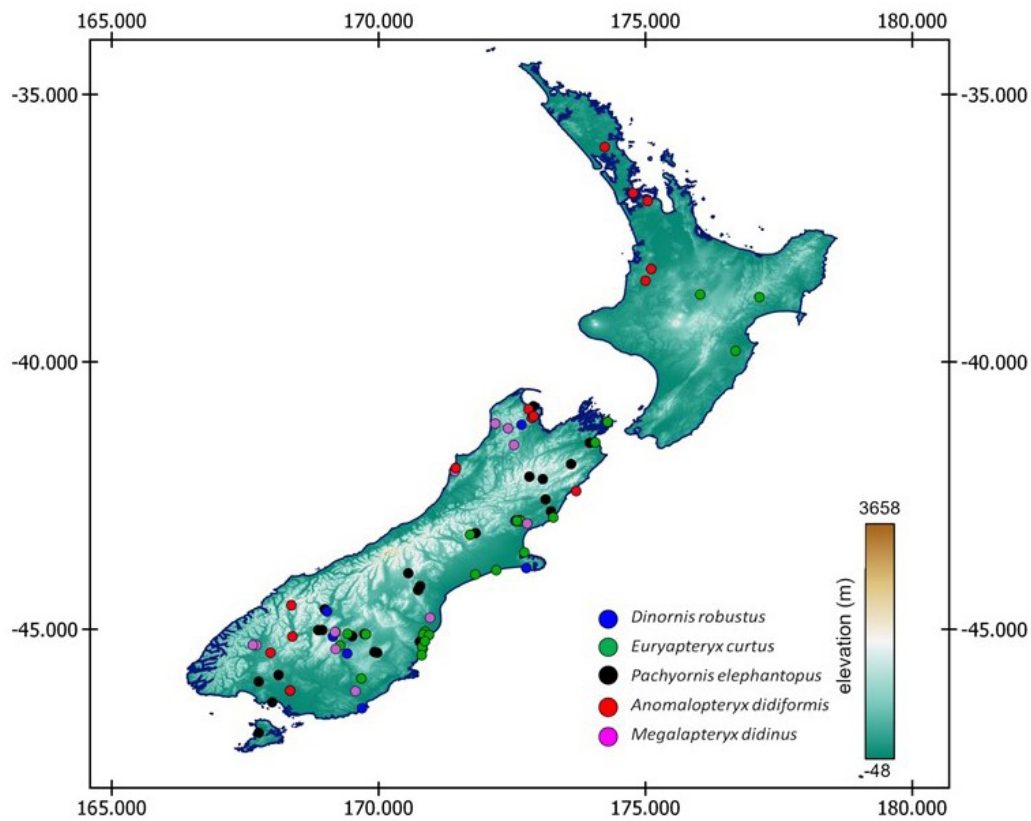 165.000 170.000 175.000 180.000
-35.000 -35.000
-40.000 -40.000
3658
elevation (m)
Dinornis robustus
Euryapteryx curtus
-45.000 -45.000
Pachyornis elephantopus
Anomalopteryx didiformis
Megalapteryx didinus
-48
165.000 170.000 175.000 180.000